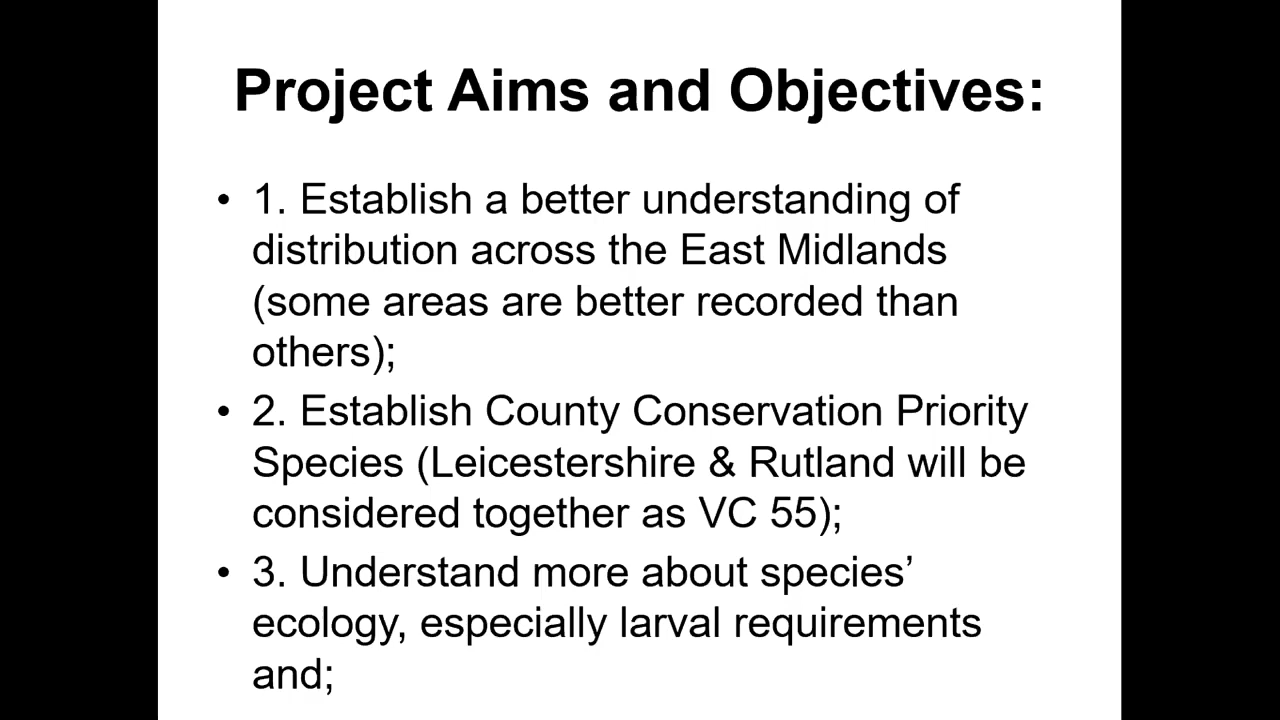 Project Aims and Objectives:
• 1. Establish a better understanding of
distribution across the East Midlands
(some areas are better recorded than
others);
• 2. Establish County Conservation Priority
Species (Leicestershire & Rutland will be
considered together as VC 55);
• 3. Understand more about species’
ecology, especially larval requirements
and;